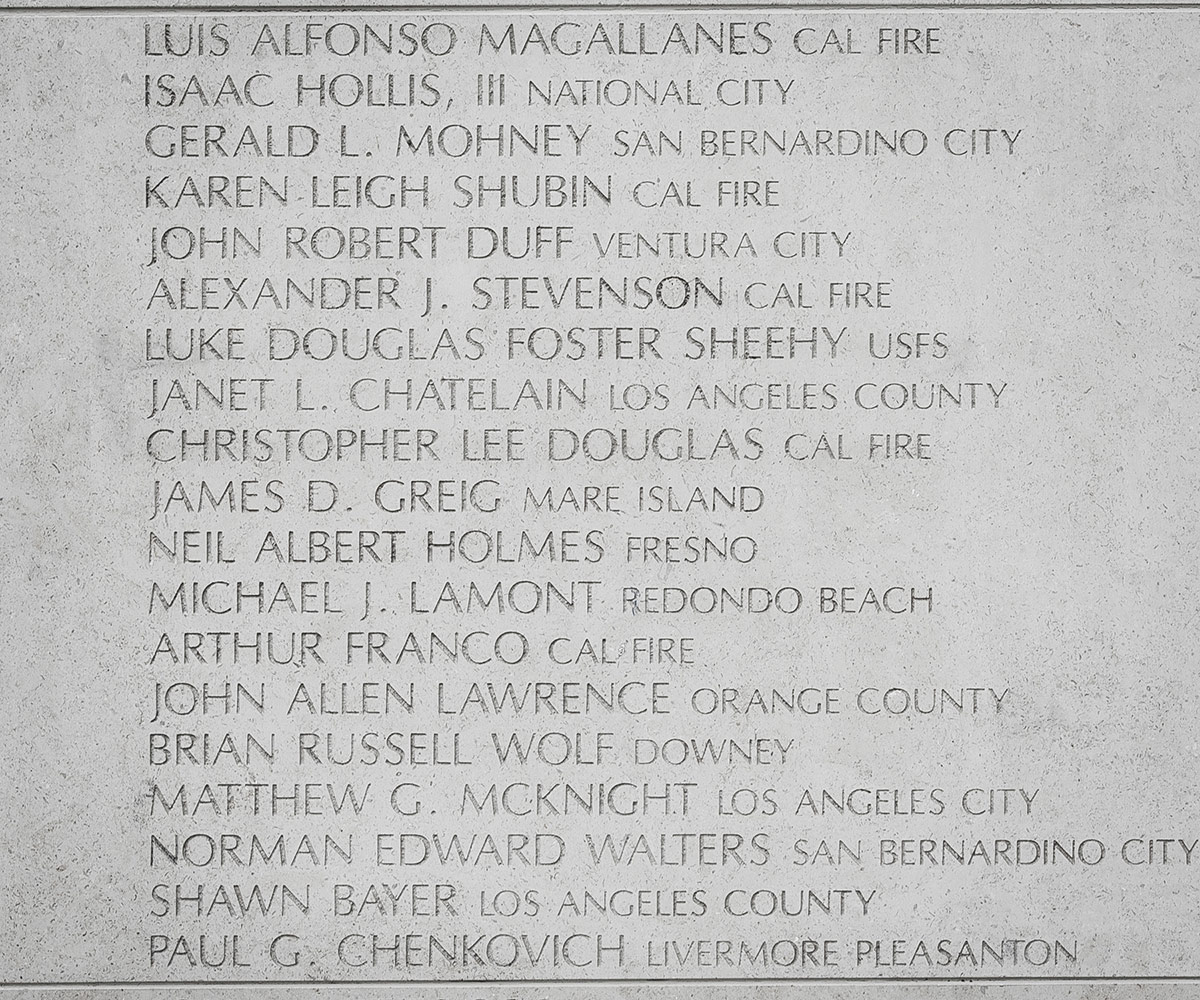 LUIS ALFONSO MAGALLANES CAL FIRE
ISAAC HOLLIS, III NATIONAL CITY
GERALD L. MOHNEY SAN BERNARDINO CITY
KAREN LEIGH SHUBIN CAL FIRE
JOHN ROBERT DUFF VENTURA CITY
ALEXANDER J. STEVENSON CAL FIRE
LUKE DOUGLAS FOSTER SHEEHY USFS
JANET L. CHATELAIN LOS ANGELES COUNTY
CHRISTOPHER LEE DOUGLAS CAL FIRE
JAMES D. GREIG MARE ISLAND
NEIL ALBERT HOLMES FRESNO
MICHAEL J. LAMONT REDONDO BEACH
ARTHUR FRANCO CAL FIRE
JOHN ALLEN LAWRENCE ORANGE COUNTY
BRIAN RUSSELL WOLF DOWNEY
MATTHEW G. MCKNIGHT LOS ANGELES CITY
NORMAN EDWARD WALTERS SAN BERNARDINO CITY
SHAWN BAYER LOS ANGELES COUNTY
PAUL G. CHENKOVICH LIVERMORE PLEASANTON